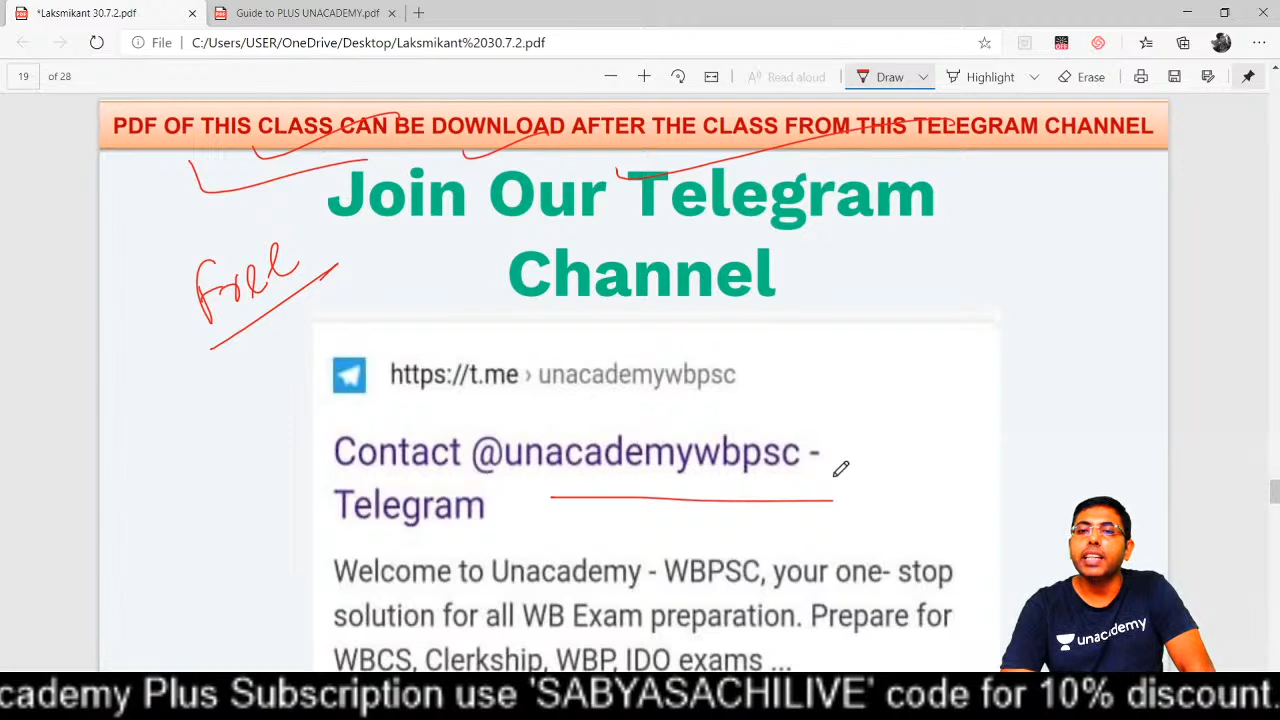 *Laksmikant 30.7.2.pdf
Guide to PLUS UNACADEMY.pdf
File
C:/Users/USER/OneDrive/Desktop/Laksmikant%2030.7.2.pdf
19 of 28
Read aloud
Draw
Highlight
Erase
PDF OF THIS CLASS CAN BE DOWNLOAD AFTER THE CLASS FROM THIS TELEGRAM CHANNEL
Join Our Telegram
Channel
Free
https://t.me › unacademywbpsc
Contact @unacademywbpsc -
Telegram
Welcome to Unacademy - WBPSC, your one- stop
solution for all WB Exam preparation. Prepare for
WBCS, Clerkship, WBP, IDO exams ...
unacademy
cademy Plus Subscription use 'SABYASACHILIVE' code for 10% discount.